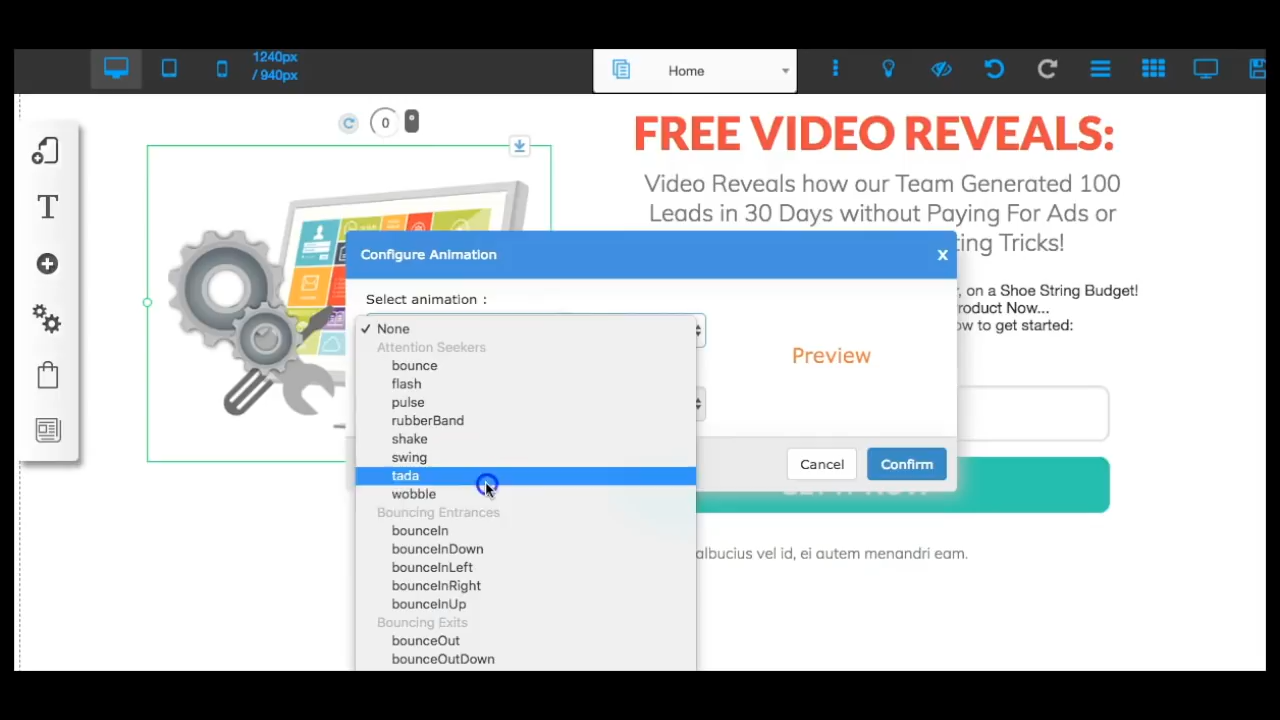 1240px
/ 940px
Home
0
FREE VIDEO REVEALS:
Video Reveals how our Team Generated 100
Leads in 30 Days without Paying For Ads or
ting Tricks!
, on a Shoe String Budget!
roduct Now...
ow to get started:
Configure Animation
x
Select animation :
✓ None
Attention Seekers
bounce
flash
pulse
rubberBand
shake
swing
tada
wobble
Bouncing Entrances
bounceIn
bounceInDown
bounceInLeft
bounceInRight
bounceInUp
Bouncing Exits
bounceOut
bounceOutDown
Preview
Cancel
Confirm
albucius vel id, ei autem menandri eam.